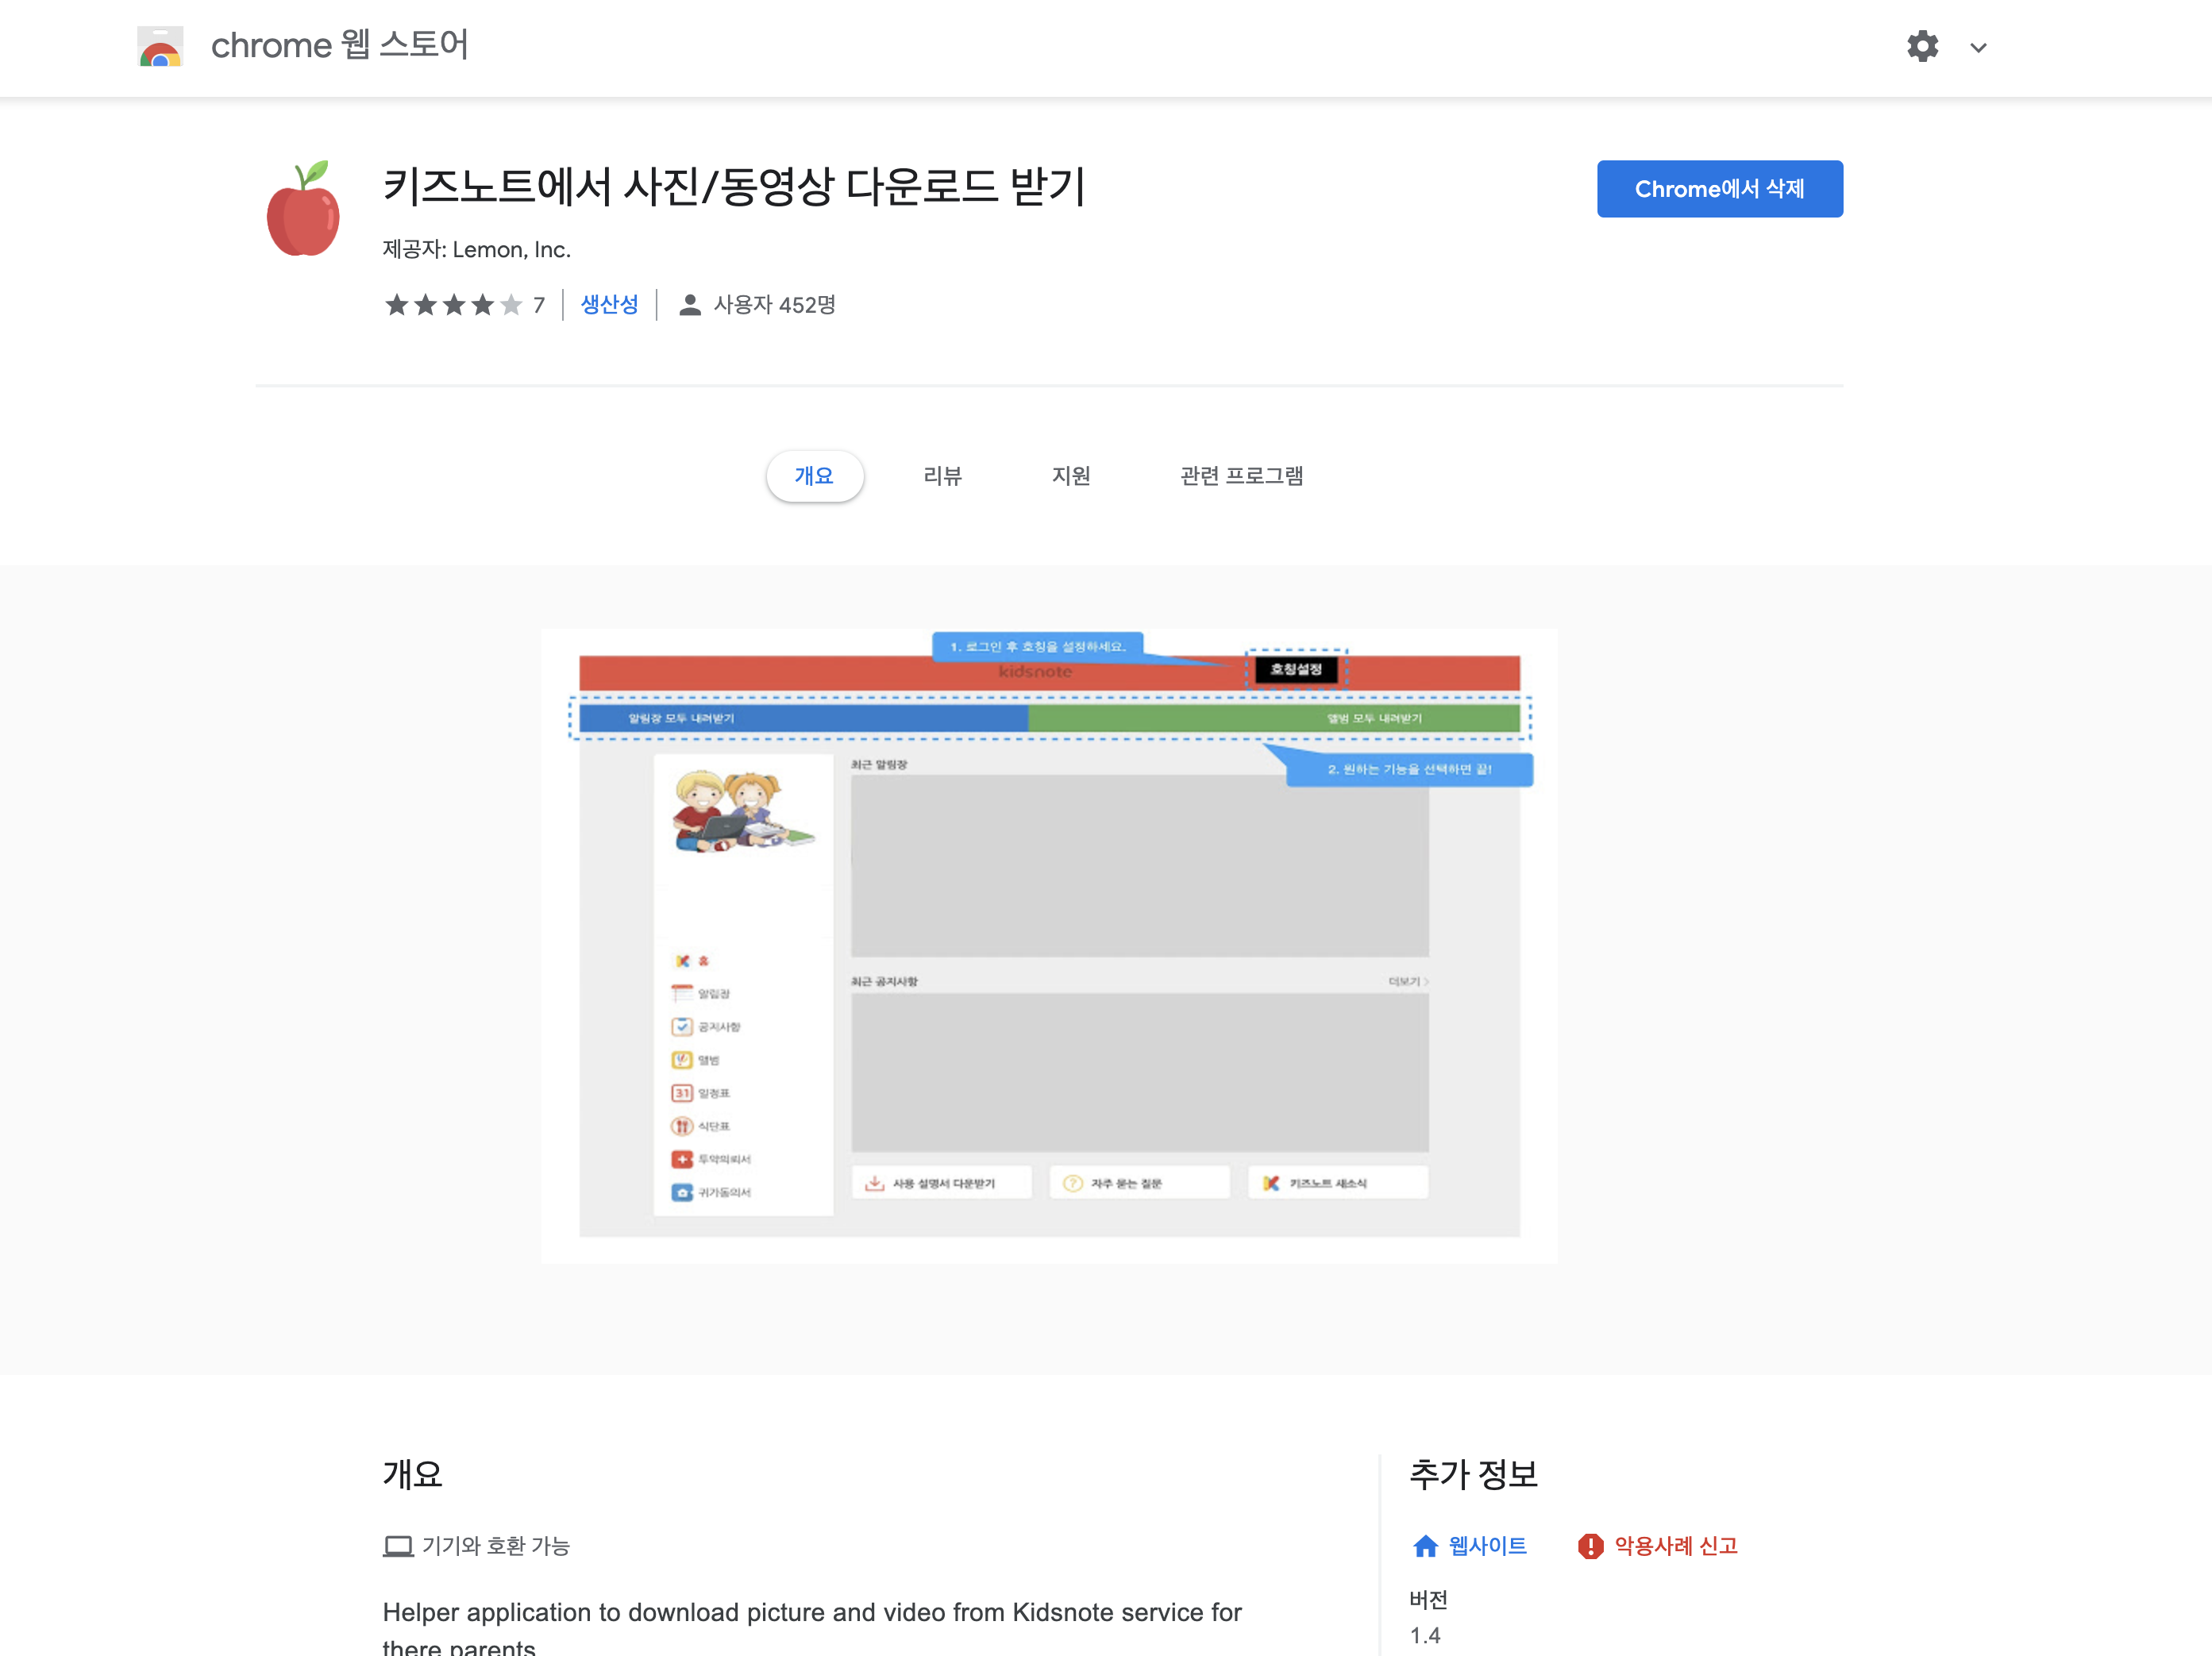 chrome 웹 스토어
키즈노트에서 사진/동영상 다운로드 받기
Chrome에서 삭제
제공자: Lemon, Inc.
7 생산성 사용자 452명
개요 리뷰 지원 관련 프로그램
1. 로그인 후 호칭을 설정하세요.
kidsnote
호칭설정
알림장 모두 내려받기
앨범 모두 내려받기
2. 원하는 기능을 선택하면 끝!
최근 알림장
홈
알림장
공지사항
앨범
31 일정표
식단표
투약의뢰서
귀가동의서
최근 공지사항 더보기
사용 설명서 다운받기
자주 묻는 질문
키즈노트 새소식
개요
기기와 호환 가능
Helper application to download picture and video from Kidsnote service for
there parents
추가 정보
웹사이트 악용사례 신고
버전
1.4